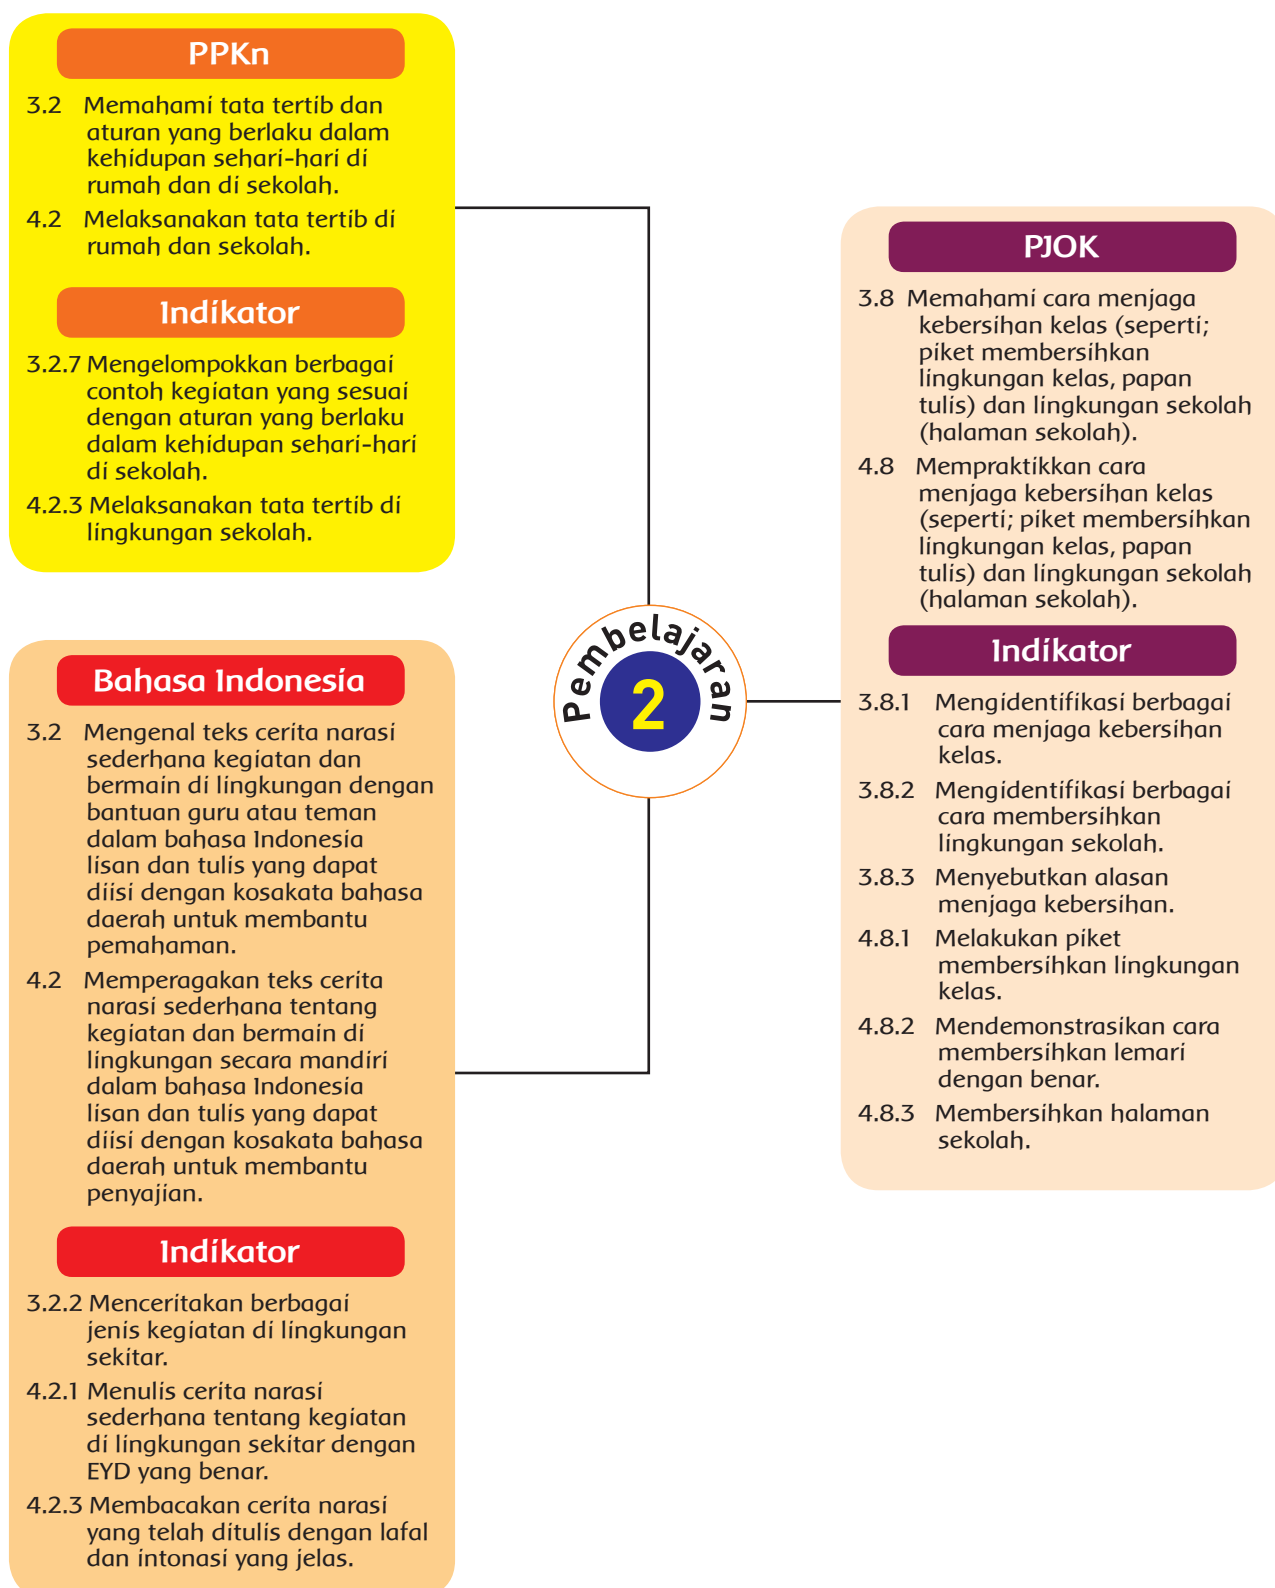 PPKn
3.2 Memahami tata tertib dan
aturan yang berlaku dalam
kehidupan sehari-hari di
rumah dan di sekolah.
4.2 Melaksanakan tata tertib di
rumah dan sekolah.
Indikator
3.2.7 Mengelompokkan berbagai
contoh kegiatan yang sesuai
dengan aturan yang berlaku
dalam kehidupan sehari-hari
di sekolah.
4.2.3 Melaksanakan tata tertib di
lingkungan sekolah.
Bahasa Indonesia
3.2 Mengenal teks cerita narasi
sederhana kegiatan dan
bermain di lingkungan dengan
bantuan guru atau teman
dalam bahasa Indonesia
lisan dan tulis yang dapat
diisi dengan kosakata bahasa
daerah untuk membantu
pemahaman.
4.2 Memperagakan teks cerita
narasi sederhana tentang
kegiatan dan bermain di
lingkungan secara mandiri
dalam bahasa Indonesia
lisan dan tulis yang dapat
diisi dengan kosakata bahasa
daerah untuk membantu
penyajian.
Indikator
3.2.2 Menceritakan berbagai
jenis kegiatan di lingkungan
sekitar.
4.2.1 Menulis cerita narasi
sederhana tentang kegiatan
di lingkungan sekitar dengan
EYD yang benar.
4.2.3 Membacakan cerita narasi
yang telah ditulis dengan lafal
dan intonasi yang jelas.
Pembelajaran
2
PJOK
3.8 Memahami cara menjaga
kebersihan kelas (seperti;
piket membersihkan
lingkungan kelas, papan
tulis) dan lingkungan sekolah
(halaman sekolah).
4.8 Mempraktikkan cara
menjaga kebersihan kelas
(seperti; piket membersihkan
lingkungan kelas, papan
tulis) dan lingkungan sekolah
(halaman sekolah).
Indikator
3.8.1 Mengidentifikasi berbagai
cara menjaga kebersihan
kelas.
3.8.2 Mengidentifikasi berbagai
cara membersihkan
lingkungan sekolah.
3.8.3 Menyebutkan alasan
menjaga kebersihan.
4.8.1 Melakukan piket
membersihkan lingkungan
kelas.
4.8.2 Mendemonstrasikan cara
membersihkan lemari
dengan benar.
4.8.3 Membersihkan halaman
sekolah.